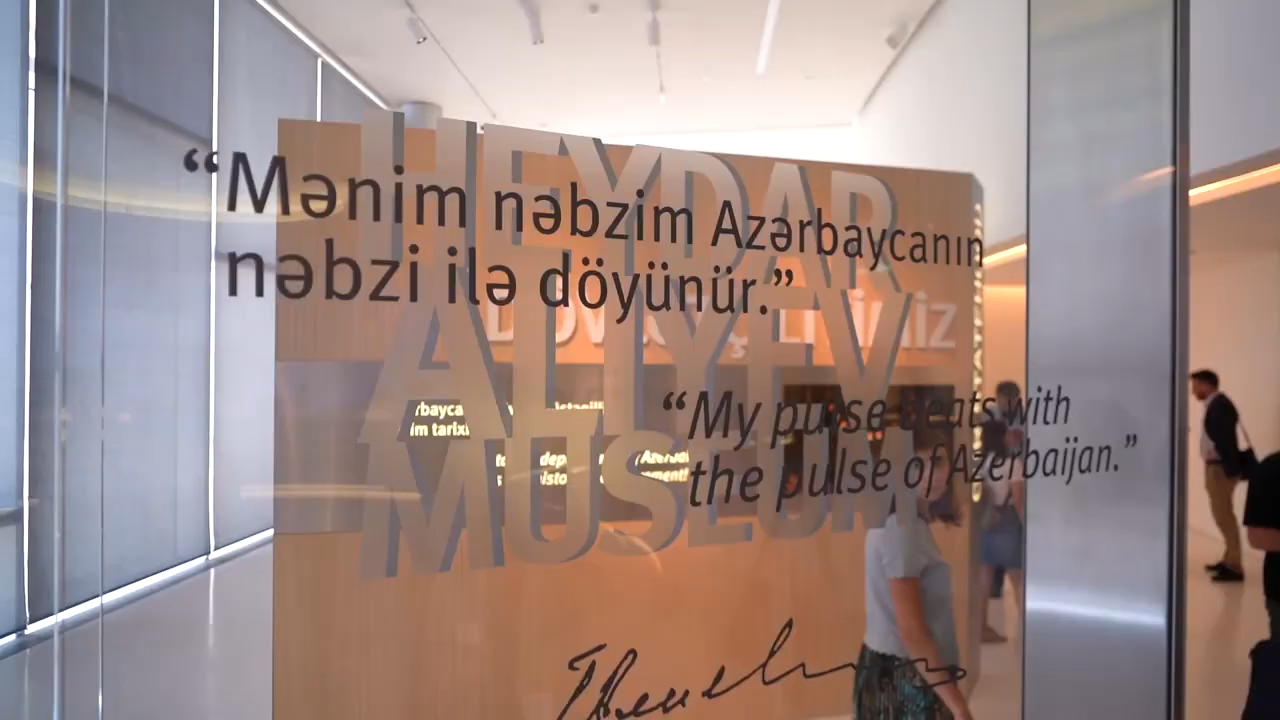 “Mənim nəbzim Azərbaycanın
nəbzi ilə döyünür.”
HEYDAR
ALIYEV
MUSEUM
“My pulse beats with
the pulse of Azerbaijan.”